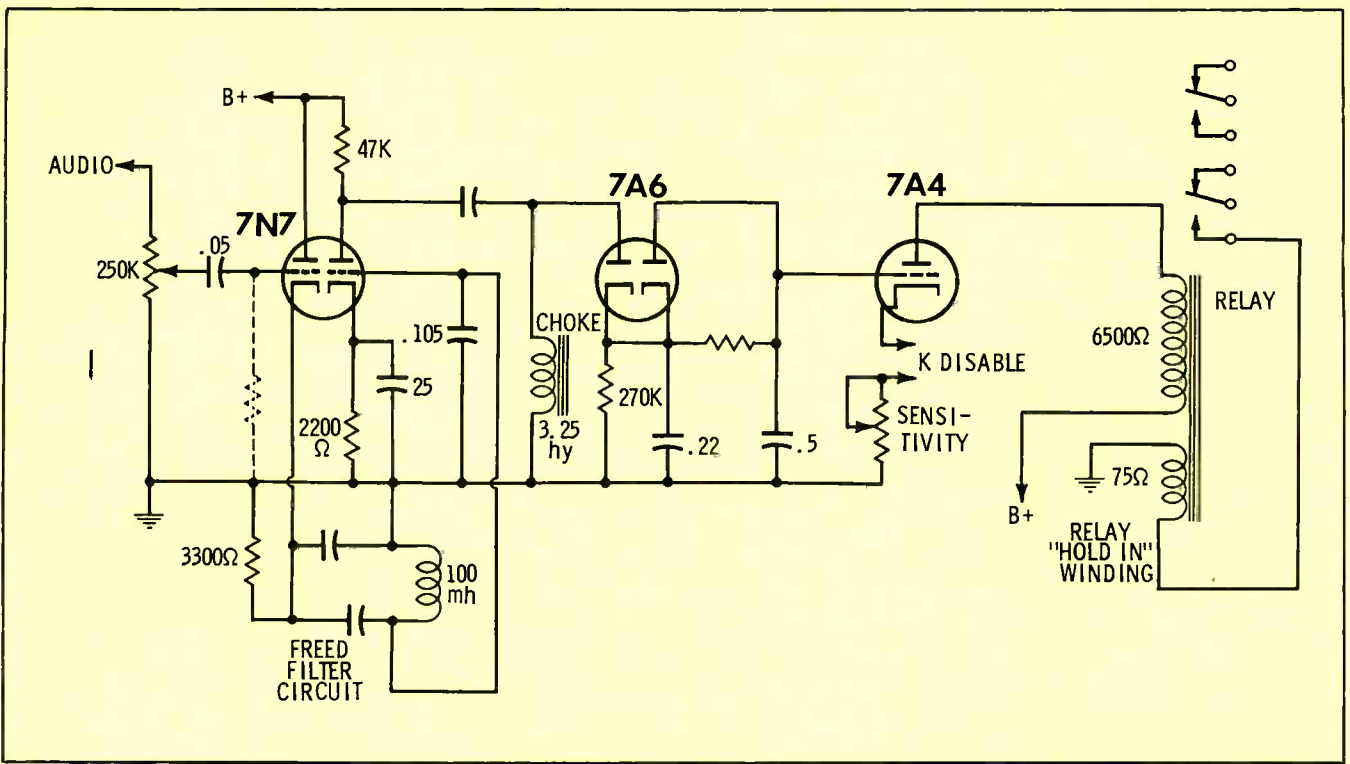 B+
47K
AUDIO
7N7
7A6
7A4
.05
250K
.105
CHOKE
RELAY
6500Ω
K DISABLE
25
270K
SENSI-
TIVITY
2200
Ω
3.25
hy
.22
.5
75Ω
B+
RELAY
"HOLD IN"
WINDING
3300Ω
100
mh
FREED
FILTER
CIRCUIT